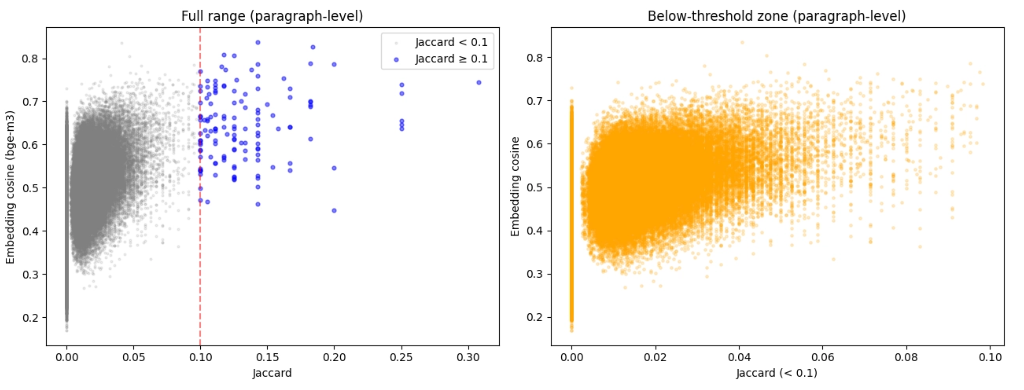 Full range (paragraph-level)
Jaccard < 0.1
Jaccard ≥ 0.1
Embedding cosine (bge-m3)
0.8
0.7
0.6
0.5
0.4
0.3
0.2
0.00 0.05 0.10 0.15 0.20 0.25 0.30
Jaccard
Below-threshold zone (paragraph-level)
Embedding cosine
0.8
0.7
0.6
0.5
0.4
0.3
0.2
0.00 0.02 0.04 0.06 0.08 0.10
Jaccard (< 0.1)